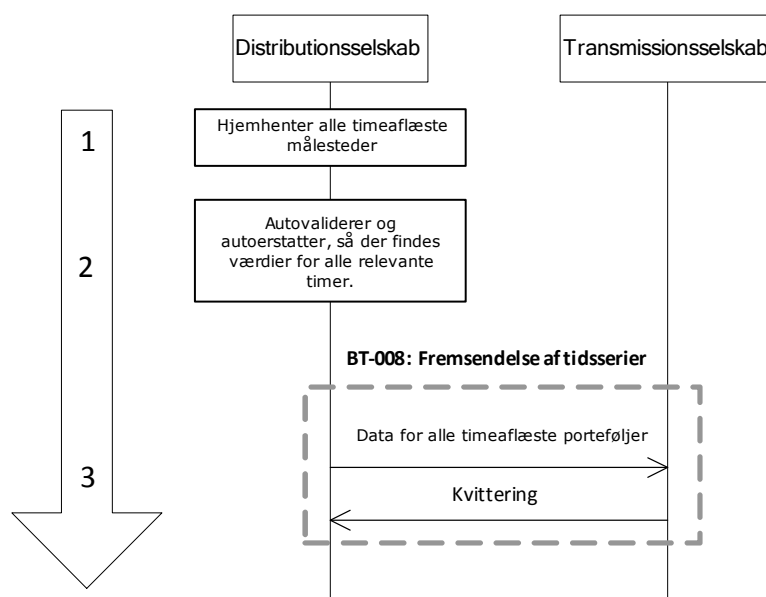 Distributionsselskab
Transmissionsselskab
1
Hjemhenter alle timeaflæste
målesteder
2
Autovaliderer og
autoerstatter, så der findes
værdier for alle relevante
timer.
BT-008: Fremsendelse af tidsserier
Data for alle timeaflæste porteføljer
3
Kvittering